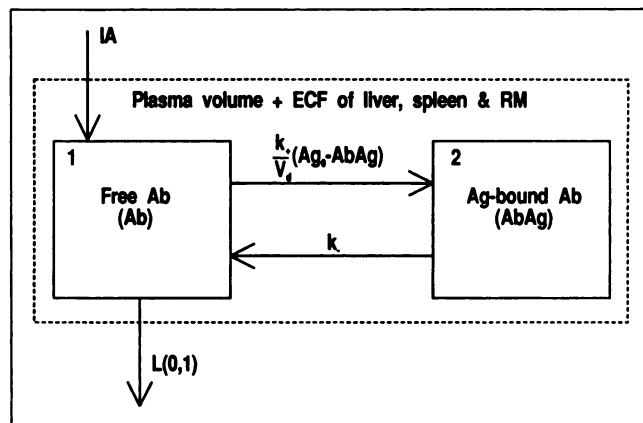 IA
Plasma volume + ECF of liver, spleen & RM
1
Free Ab
(Ab)
k₊
V_d
(Ag₀-AbAg)
2
Ag-bound Ab
(AbAg)
k₋
L(0,1)